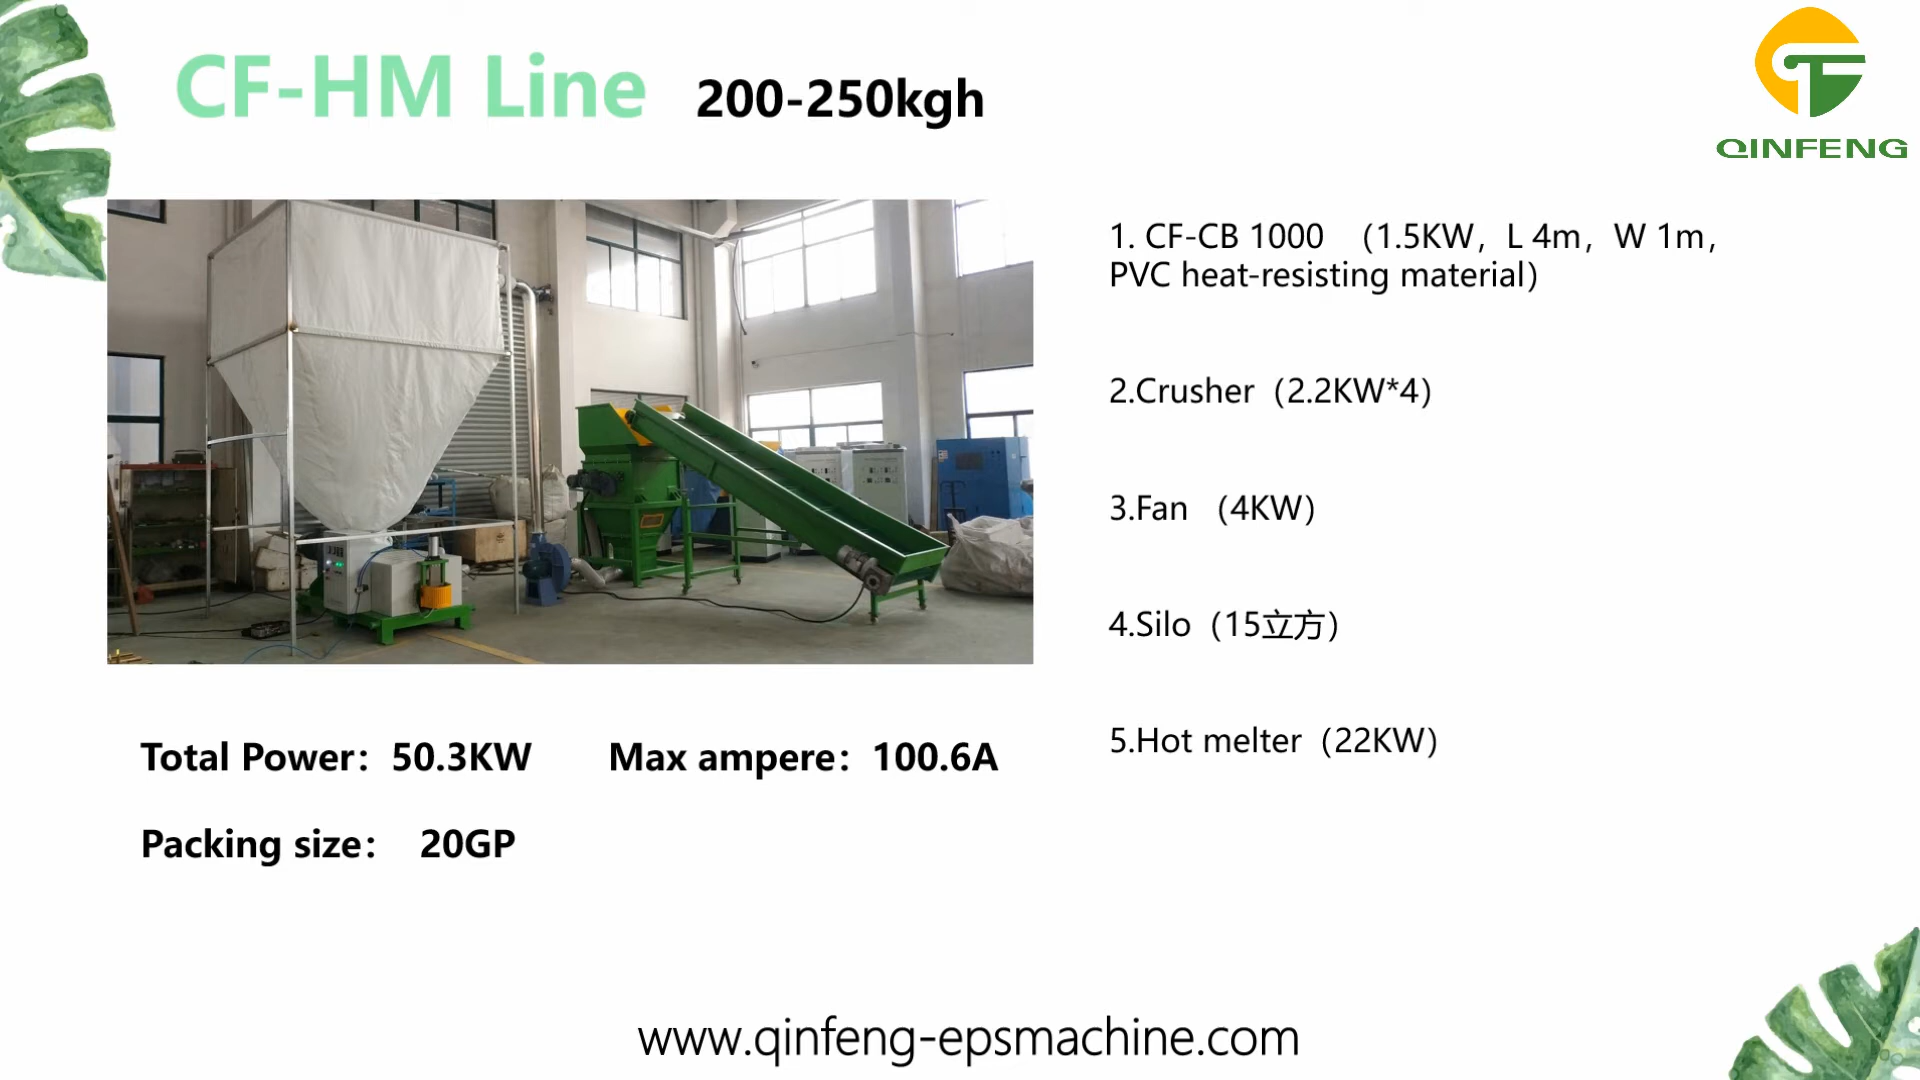 CF-HM Line 200-250kgh
QINFENG
1. CF-CB 1000 （1.5KW，L 4m，W 1m，
PVC heat-resisting material）
2.Crusher（2.2KW*4）
3.Fan （4KW）
4.Silo（15立方）
5.Hot melter（22KW）
Total Power：50.3KW Max ampere：100.6A
Packing size： 20GP
www.qinfeng-epsmachine.com